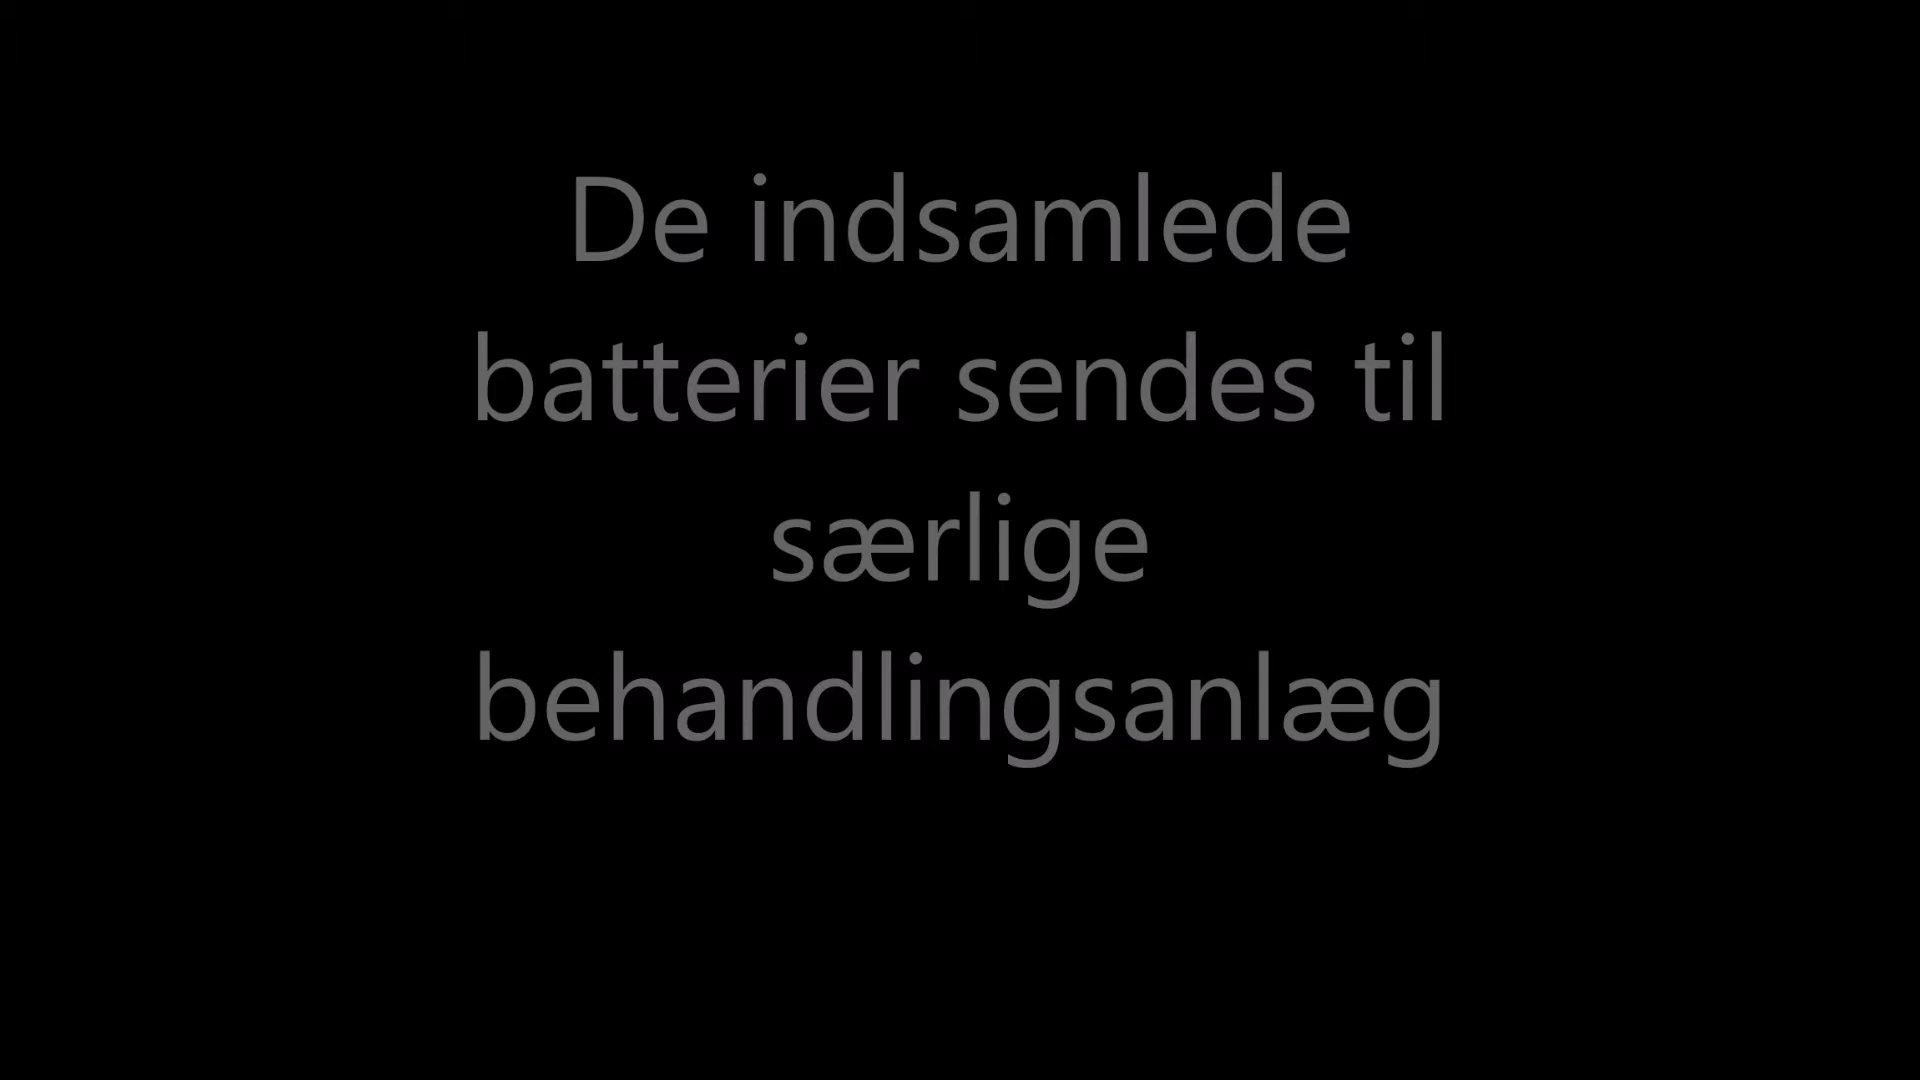 De indsamlede
batterier sendes til
særlige
behandlingsanlæg